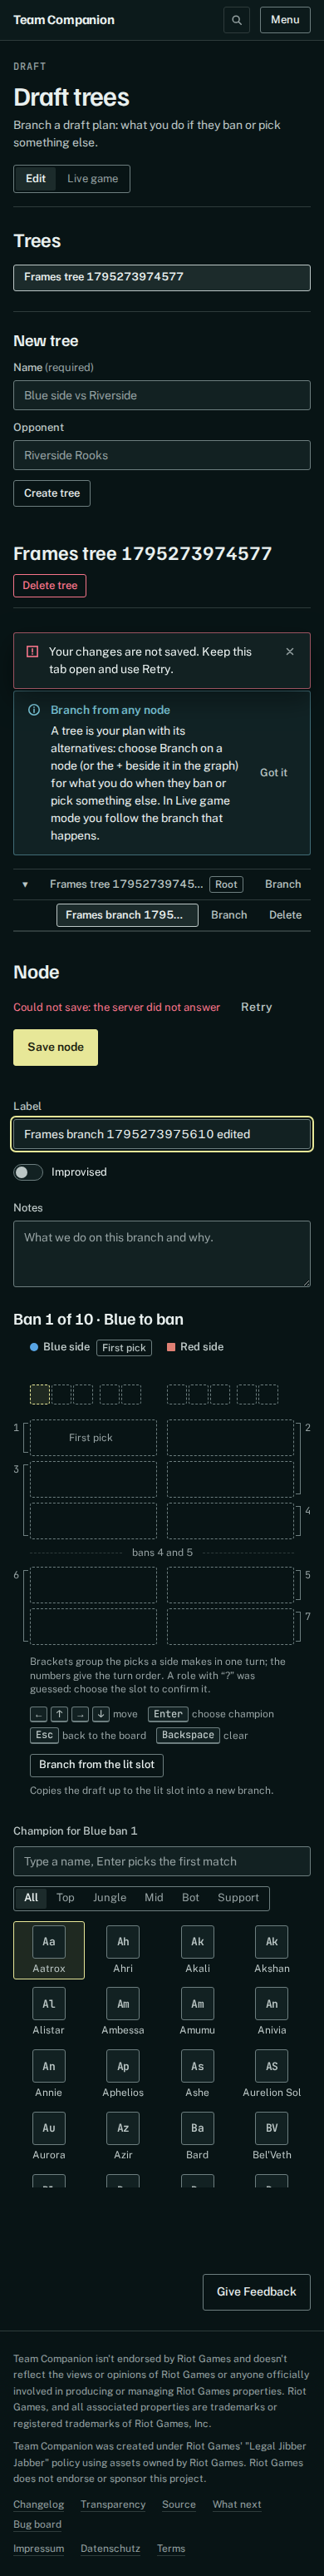 Team Companion
Menu
DRAFT
Draft trees
Branch a draft plan: what you do if they ban or pick
something else.
Edit Live game
Trees
Frames tree 1795273974577
New tree
Name (required)
Blue side vs Riverside
Opponent
Riverside Rooks
Create tree
Frames tree 1795273974577
Delete tree
Your changes are not saved. Keep this
tab open and use Retry.
Branch from any node
A tree is your plan with its
alternatives: choose Branch on a
node (or the + beside it in the graph)
for what you do when they ban or
pick something else. In Live game
mode you follow the branch that
happens.
Got it
Frames tree 17952739745... Root Branch
Frames branch 1795... Branch Delete
Node
Could not save: the server did not answer Retry
Save node
Label
Frames branch 1795273975610 edited
Improvised
Notes
What we do on this branch and why.
Ban 1 of 10 · Blue to ban
Blue side First pick Red side
1 First pick 2
3
4
bans 4 and 5
6 5
7
Brackets group the picks a side makes in one turn; the
numbers give the turn order. A role with "?" was
guessed: choose the slot to confirm it.
← ↑ → ↓ move Enter choose champion
Esc back to the board Backspace clear
Branch from the lit slot
Copies the draft up to the lit slot into a new branch.
Champion for Blue ban 1
Type a name, Enter picks the first match
All Top Jungle Mid Bot Support
Aa Ah Ak Ak
Aatrox Ahri Akali Akshan
Al Am Am An
Alistar Ambessa Amumu Anivia
An Ap As AS
Annie Aphelios Ashe Aurelion Sol
Au Az Ba BV
Aurora Azir Bard Bel'Veth
Give Feedback
Team Companion isn't endorsed by Riot Games and doesn't
reflect the views or opinions of Riot Games or anyone officially
involved in producing or managing Riot Games properties. Riot
Games, and all associated properties are trademarks or
registered trademarks of Riot Games, Inc.
Team Companion was created under Riot Games' "Legal Jibber
Jabber" policy using assets owned by Riot Games. Riot Games
does not endorse or sponsor this project.
Changelog Transparency Source What next
Bug board
Impressum Datenschutz Terms